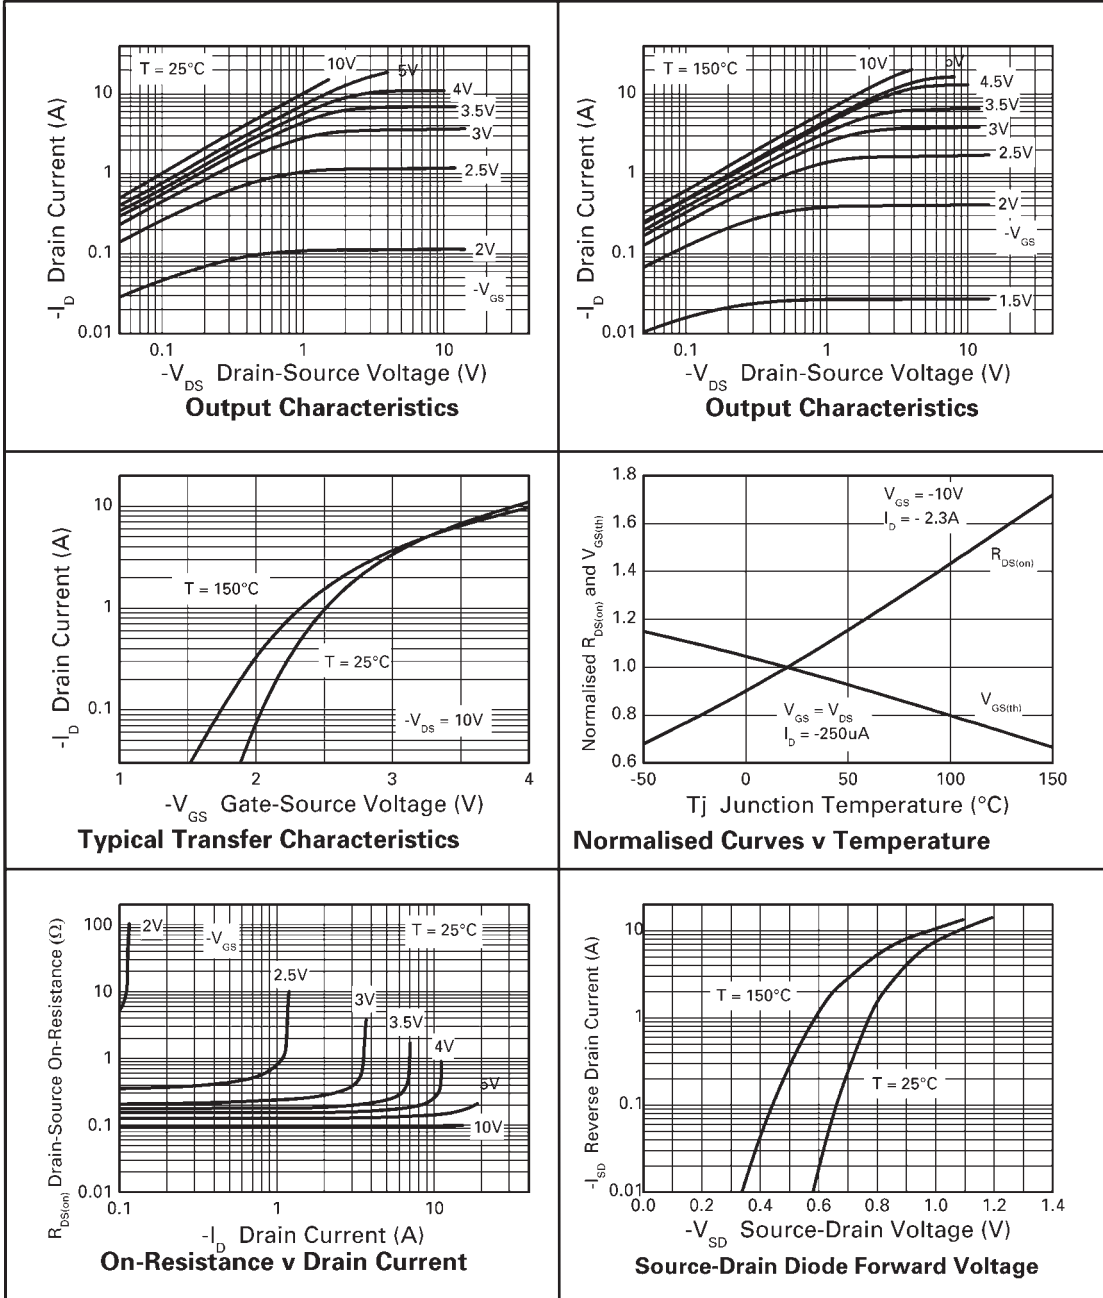 T = 25°C
10V
5V
4V
3.5V
3V
2.5V
2V
-VGS
10
1
0.1
0.01
-ID Drain Current (A)
0.1 1 10
-VDS Drain-Source Voltage (V)
Output Characteristics
T = 150°C
10V
5V
4.5V
3.5V
3V
2.5V
2V
-VGS
1.5V
10
1
0.1
0.01
-ID Drain Current (A)
0.1 1 10
-VDS Drain-Source Voltage (V)
Output Characteristics
10
1
0.1
-ID Drain Current (A)
T = 150°C
T = 25°C
-VDS = 10V
1 2 3 4
-VGS Gate-Source Voltage (V)
Typical Transfer Characteristics
1.8
1.6
1.4
1.2
1.0
0.8
0.6
Normalised RDS(on) and VGS(th)
VGS = -10V
ID = - 2.3A
RDS(on)
VGS(th)
VGS = VDS
ID = -250uA
-50 0 50 100 150
Tj Junction Temperature (°C)
Normalised Curves v Temperature
100
10
1
0.1
0.01
RDS(on) Drain-Source On-Resistance (Ω)
2V
-VGS
T = 25°C
2.5V
3V
3.5V
4V
5V
10V
0.1 1 10
-ID Drain Current (A)
On-Resistance v Drain Current
10
1
0.1
0.01
-ISD Reverse Drain Current (A)
T = 150°C
T = 25°C
0.0 0.2 0.4 0.6 0.8 1.0 1.2 1.4
-VSD Source-Drain Voltage (V)
Source-Drain Diode Forward Voltage